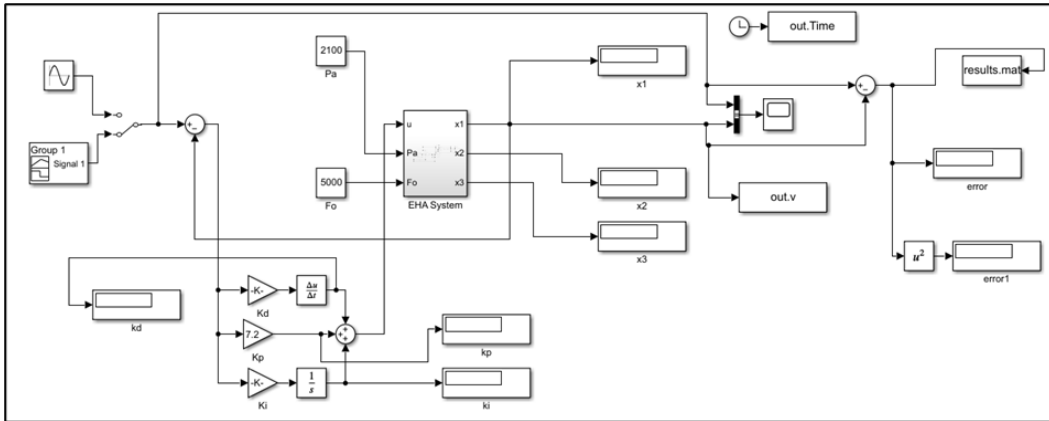 out.Time
2100
Pa
x1
results.mat
Group 1
Signal 1
+
−
u
Pa
Fo
x1
x2
x3
EHA System
5000
Fo
x2
x3
+
−
out.v
error
u²
error1
kd
-K-
Kd
Δu
Δt
7.2
Kp
+
+
+
kp
-K-
Ki
1
s
ki